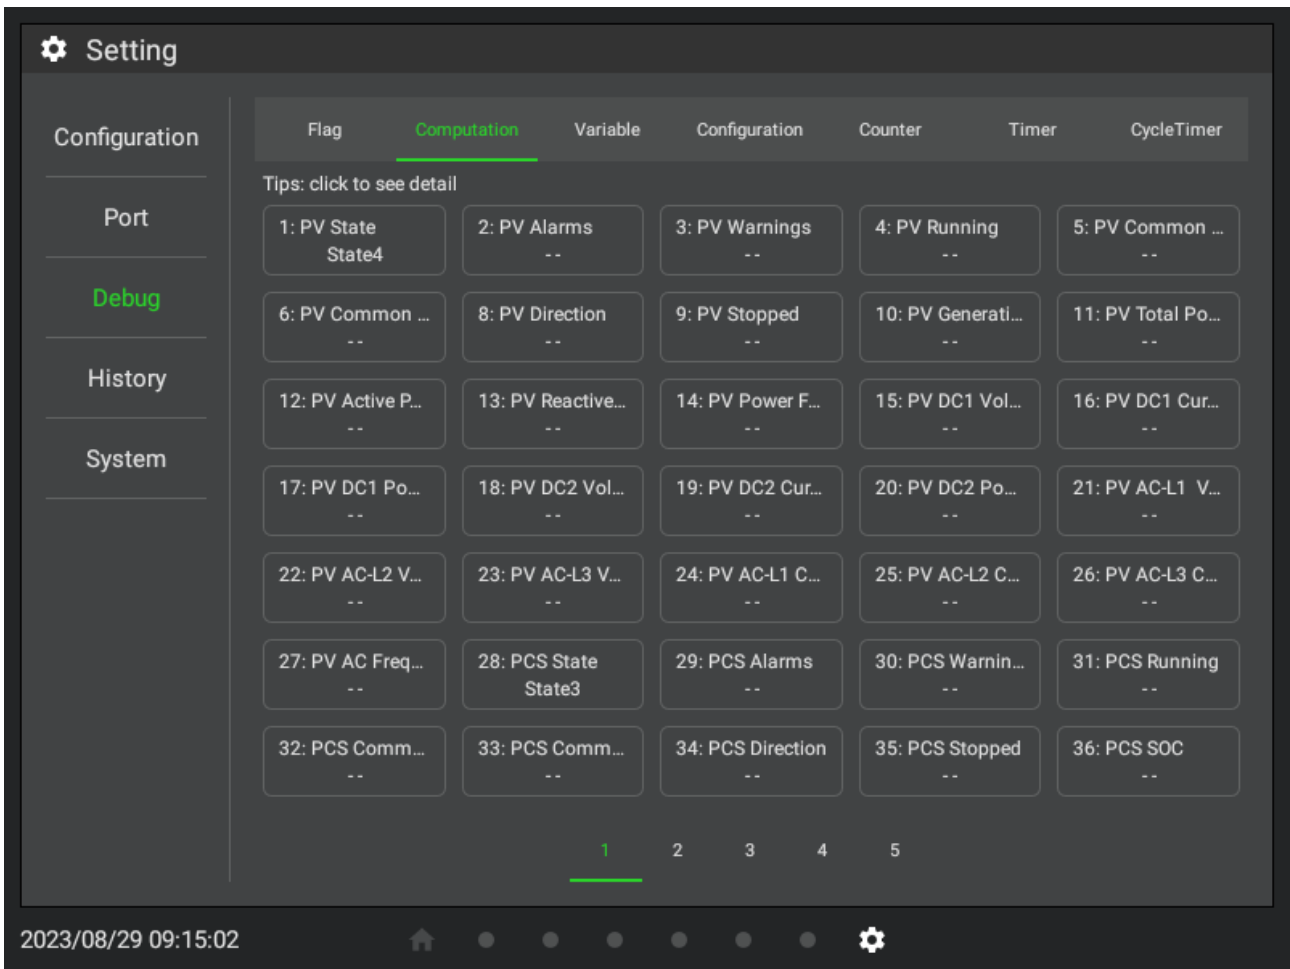 Setting
Configuration
Port
Debug
History
System
Flag Computation Variable Configuration Counter Timer CycleTimer
Tips: click to see detail
1: PV State
State4
2: PV Alarms
- -
3: PV Warnings
- -
4: PV Running
- -
5: PV Common ...
- -
6: PV Common ...
- -
8: PV Direction
- -
9: PV Stopped
- -
10: PV Generati...
- -
11: PV Total Po...
- -
12: PV Active P...
- -
13: PV Reactive...
- -
14: PV Power F...
- -
15: PV DC1 Vol...
- -
16: PV DC1 Cur...
- -
17: PV DC1 Po...
- -
18: PV DC2 Vol...
- -
19: PV DC2 Cur...
- -
20: PV DC2 Po...
- -
21: PV AC-L1  V...
- -
22: PV AC-L2 V...
- -
23: PV AC-L3 V...
- -
24: PV AC-L1 C...
- -
25: PV AC-L2 C...
- -
26: PV AC-L3 C...
- -
27: PV AC Freq...
- -
28: PCS State
State3
29: PCS Alarms
- -
30: PCS Warnin...
- -
31: PCS Running
- -
32: PCS Comm...
- -
33: PCS Comm...
- -
34: PCS Direction
- -
35: PCS Stopped
- -
36: PCS SOC
- -
1 2 3 4 5
2023/08/29 09:15:02